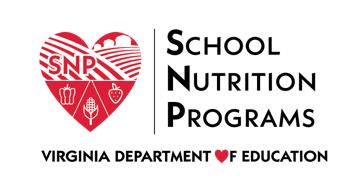 SNP
SCHOOL
NUTRITION
PROGRAMS
VIRGINIA DEPARTMENT OF EDUCATION